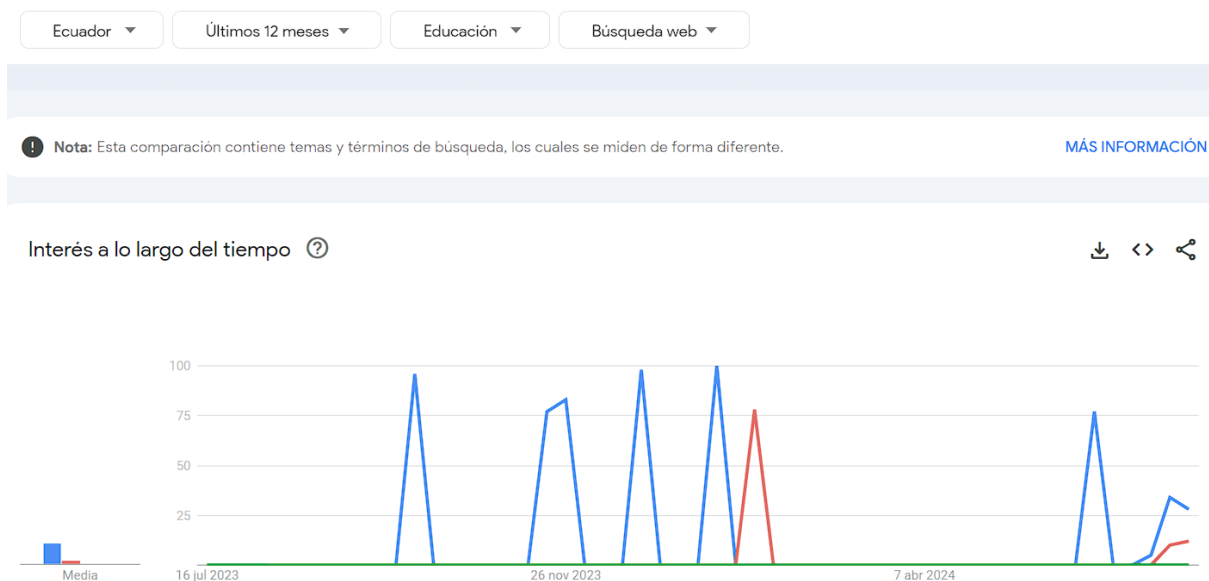 Ecuador Últimos 12 meses Educación Búsqueda web
Nota: Esta comparación contiene temas y términos de búsqueda, los cuales se miden de forma diferente. MÁS INFORMACIÓN
Interés a lo largo del tiempo ?
100
75
50
25
Media 16 jul 2023 26 nov 2023 7 abr 2024